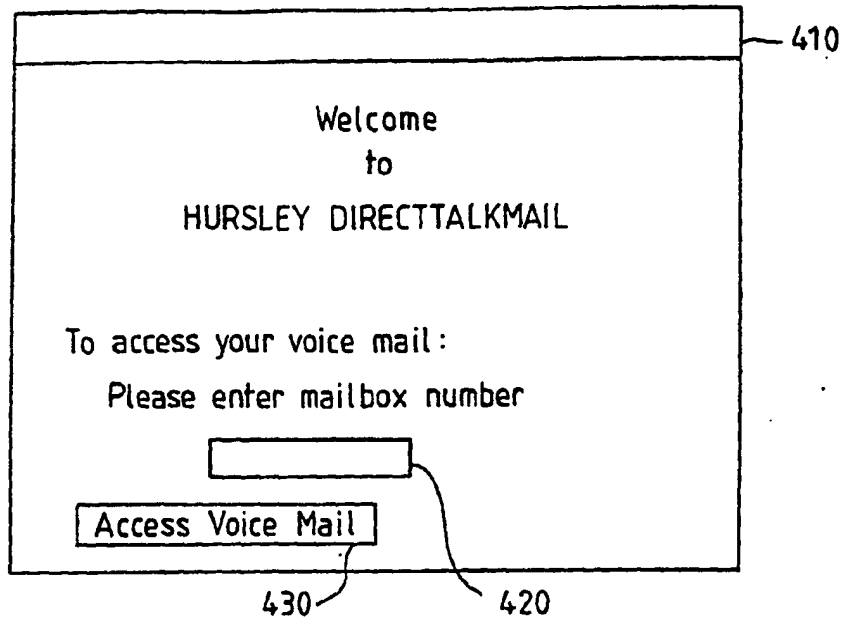 410
Welcome
to
HURSLEY DIRECTTALKMAIL
To access your voice mail:
Please enter mailbox number
Access Voice Mail
430
420